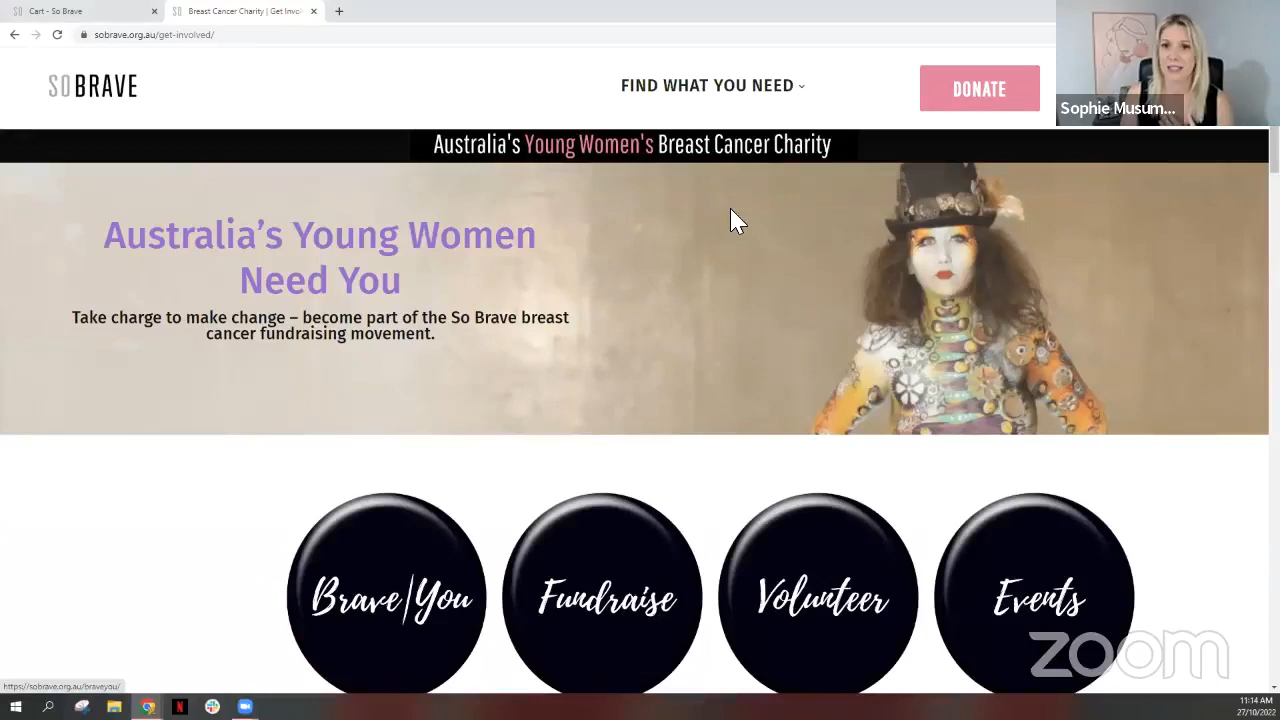 Cart - So Brave
Breast Cancer Charity | Get Invol
sobrave.org.au/get-involved/
SOBRAVE
FIND WHAT YOU NEED
DONATE
Sophie Musum...
Australia's Young Women's Breast Cancer Charity
Australia's Young Women
Need You
Take charge to make change – become part of the So Brave breast
cancer fundraising movement.
Brave|You
Fundraise
Volunteer
Events
zoom
https://sobrave.org.au/braveyou/
11:14 AM
27/10/2022